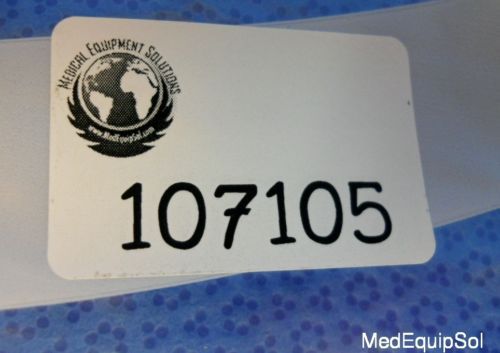 MEDICAL EQUIPMENT SOLUTIONS
www.MedEquipSol.com
107105
MedEquipSol